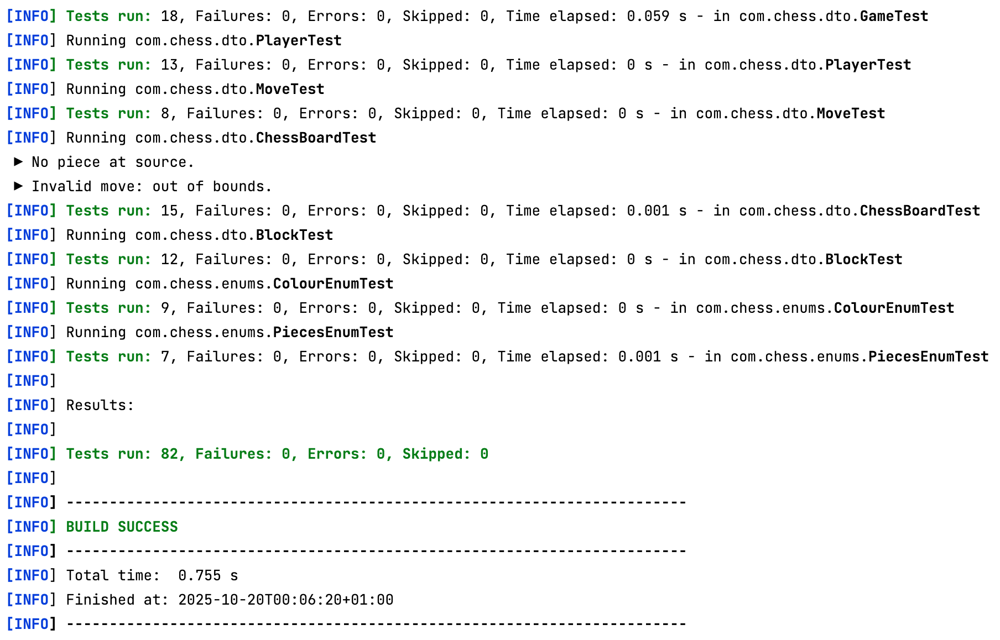 [INFO] Tests run: 18, Failures: 0, Errors: 0, Skipped: 0, Time elapsed: 0.059 s - in com.chess.dto.GameTest
[INFO] Running com.chess.dto.PlayerTest
[INFO] Tests run: 13, Failures: 0, Errors: 0, Skipped: 0, Time elapsed: 0 s - in com.chess.dto.PlayerTest
[INFO] Running com.chess.dto.MoveTest
[INFO] Tests run: 8, Failures: 0, Errors: 0, Skipped: 0, Time elapsed: 0 s - in com.chess.dto.MoveTest
[INFO] Running com.chess.dto.ChessBoardTest
► No piece at source.
► Invalid move: out of bounds.
[INFO] Tests run: 15, Failures: 0, Errors: 0, Skipped: 0, Time elapsed: 0.001 s - in com.chess.dto.ChessBoardTest
[INFO] Running com.chess.dto.BlockTest
[INFO] Tests run: 12, Failures: 0, Errors: 0, Skipped: 0, Time elapsed: 0 s - in com.chess.dto.BlockTest
[INFO] Running com.chess.enums.ColourEnumTest
[INFO] Tests run: 9, Failures: 0, Errors: 0, Skipped: 0, Time elapsed: 0 s - in com.chess.enums.ColourEnumTest
[INFO] Running com.chess.enums.PiecesEnumTest
[INFO] Tests run: 7, Failures: 0, Errors: 0, Skipped: 0, Time elapsed: 0.001 s - in com.chess.enums.PiecesEnumTest
[INFO]
[INFO] Results:
[INFO]
[INFO] Tests run: 82, Failures: 0, Errors: 0, Skipped: 0
[INFO]
[INFO] ------------------------------------------------------------------------
[INFO] BUILD SUCCESS
[INFO] ------------------------------------------------------------------------
[INFO] Total time:  0.755 s
[INFO] Finished at: 2025-10-20T00:06:20+01:00
[INFO] ------------------------------------------------------------------------